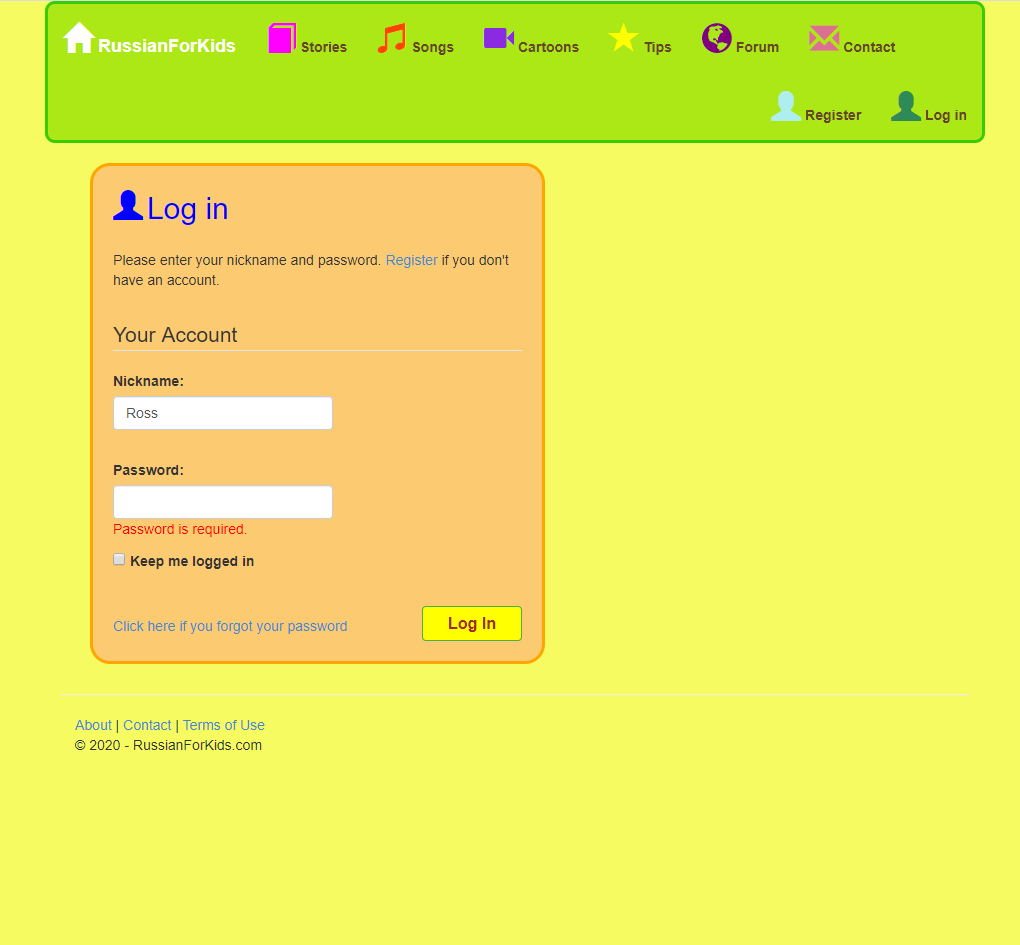 RussianForKids Stories Songs Cartoons Tips Forum Contact
Register Log in
Log in
Please enter your nickname and password. Register if you don't
have an account.
Your Account
Nickname:
Ross
Password:
Password is required.
Keep me logged in
Click here if you forgot your password Log In
About | Contact | Terms of Use
© 2020 - RussianForKids.com